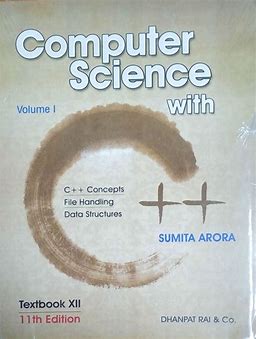 Computer
Science
with
Volume I
C++
C++ Concepts
File Handling
Data Structures
SUMITA ARORA
Textbook XII
11th Edition
DHANPAT RAI & Co.